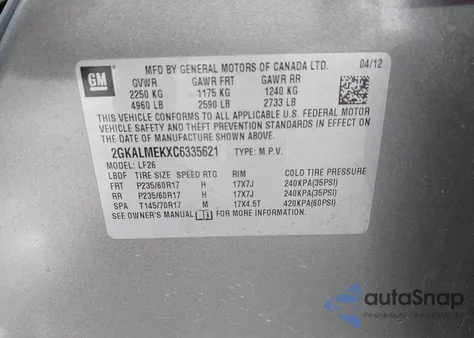 GM
MFD BY GENERAL MOTORS OF CANADA LTD. 04/12
GVWR GAWR FRT GAWR RR
2250 KG 1175 KG 1240 KG
4960 LB 2590 LB 2733 LB
THIS VEHICLE CONFORMS TO ALL APPLICABLE U.S. FEDERAL MOTOR
VEHICLE SAFETY, BUMPER, AND THEFT PREVENTION STANDARDS IN EFFECT ON THE
DATE OF MANUFACTURE SHOWN ABOVE.
2GKALMEKXC6335621 TYPE: M.P.V.
MODEL: LF26
LBDF TIRE SIZE SPEED RTG RIM COLD TIRE PRESSURE
FRT P235/60R17 H 17X7J 240KPA(35PSI)
RR P235/60R17 H 17X7J 240KPA(35PSI)
SPA T145/70R17 M 17X4.5T 420KPA(60PSI)
SEE OWNER'S MANUAL FOR MORE INFORMATION.
autoSnap